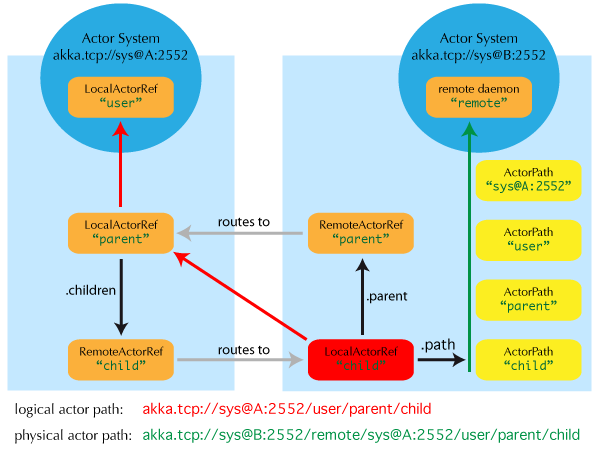 Actor System
akka.tcp://sys@A:2552
LocalActorRef
“user”
Actor System
akka.tcp://sys@B:2552
remote daemon
“remote”
ActorPath
“sys@A:2552”
LocalActorRef
“parent”
routes to
RemoteActorRef
“parent”
ActorPath
“user”
.children
.parent
ActorPath
“parent”
RemoteActorRef
“child”
routes to
LocalActorRef
“child”
.path
ActorPath
“child”
logical actor path: akka.tcp://sys@A:2552/user/parent/child
physical actor path: akka.tcp://sys@B:2552/remote/sys@A:2552/user/parent/child